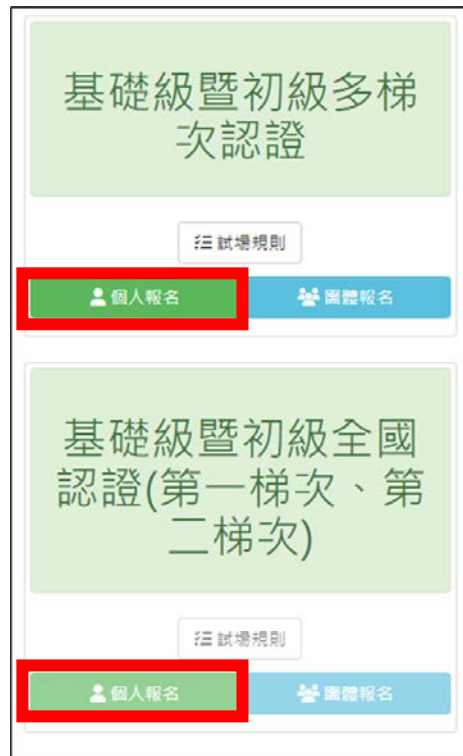 基礎級暨初級多梯
次認證
試場規則
個人報名
團體報名
基礎級暨初級全國
認證(第一梯次、第
二梯次)
試場規則
個人報名
團體報名